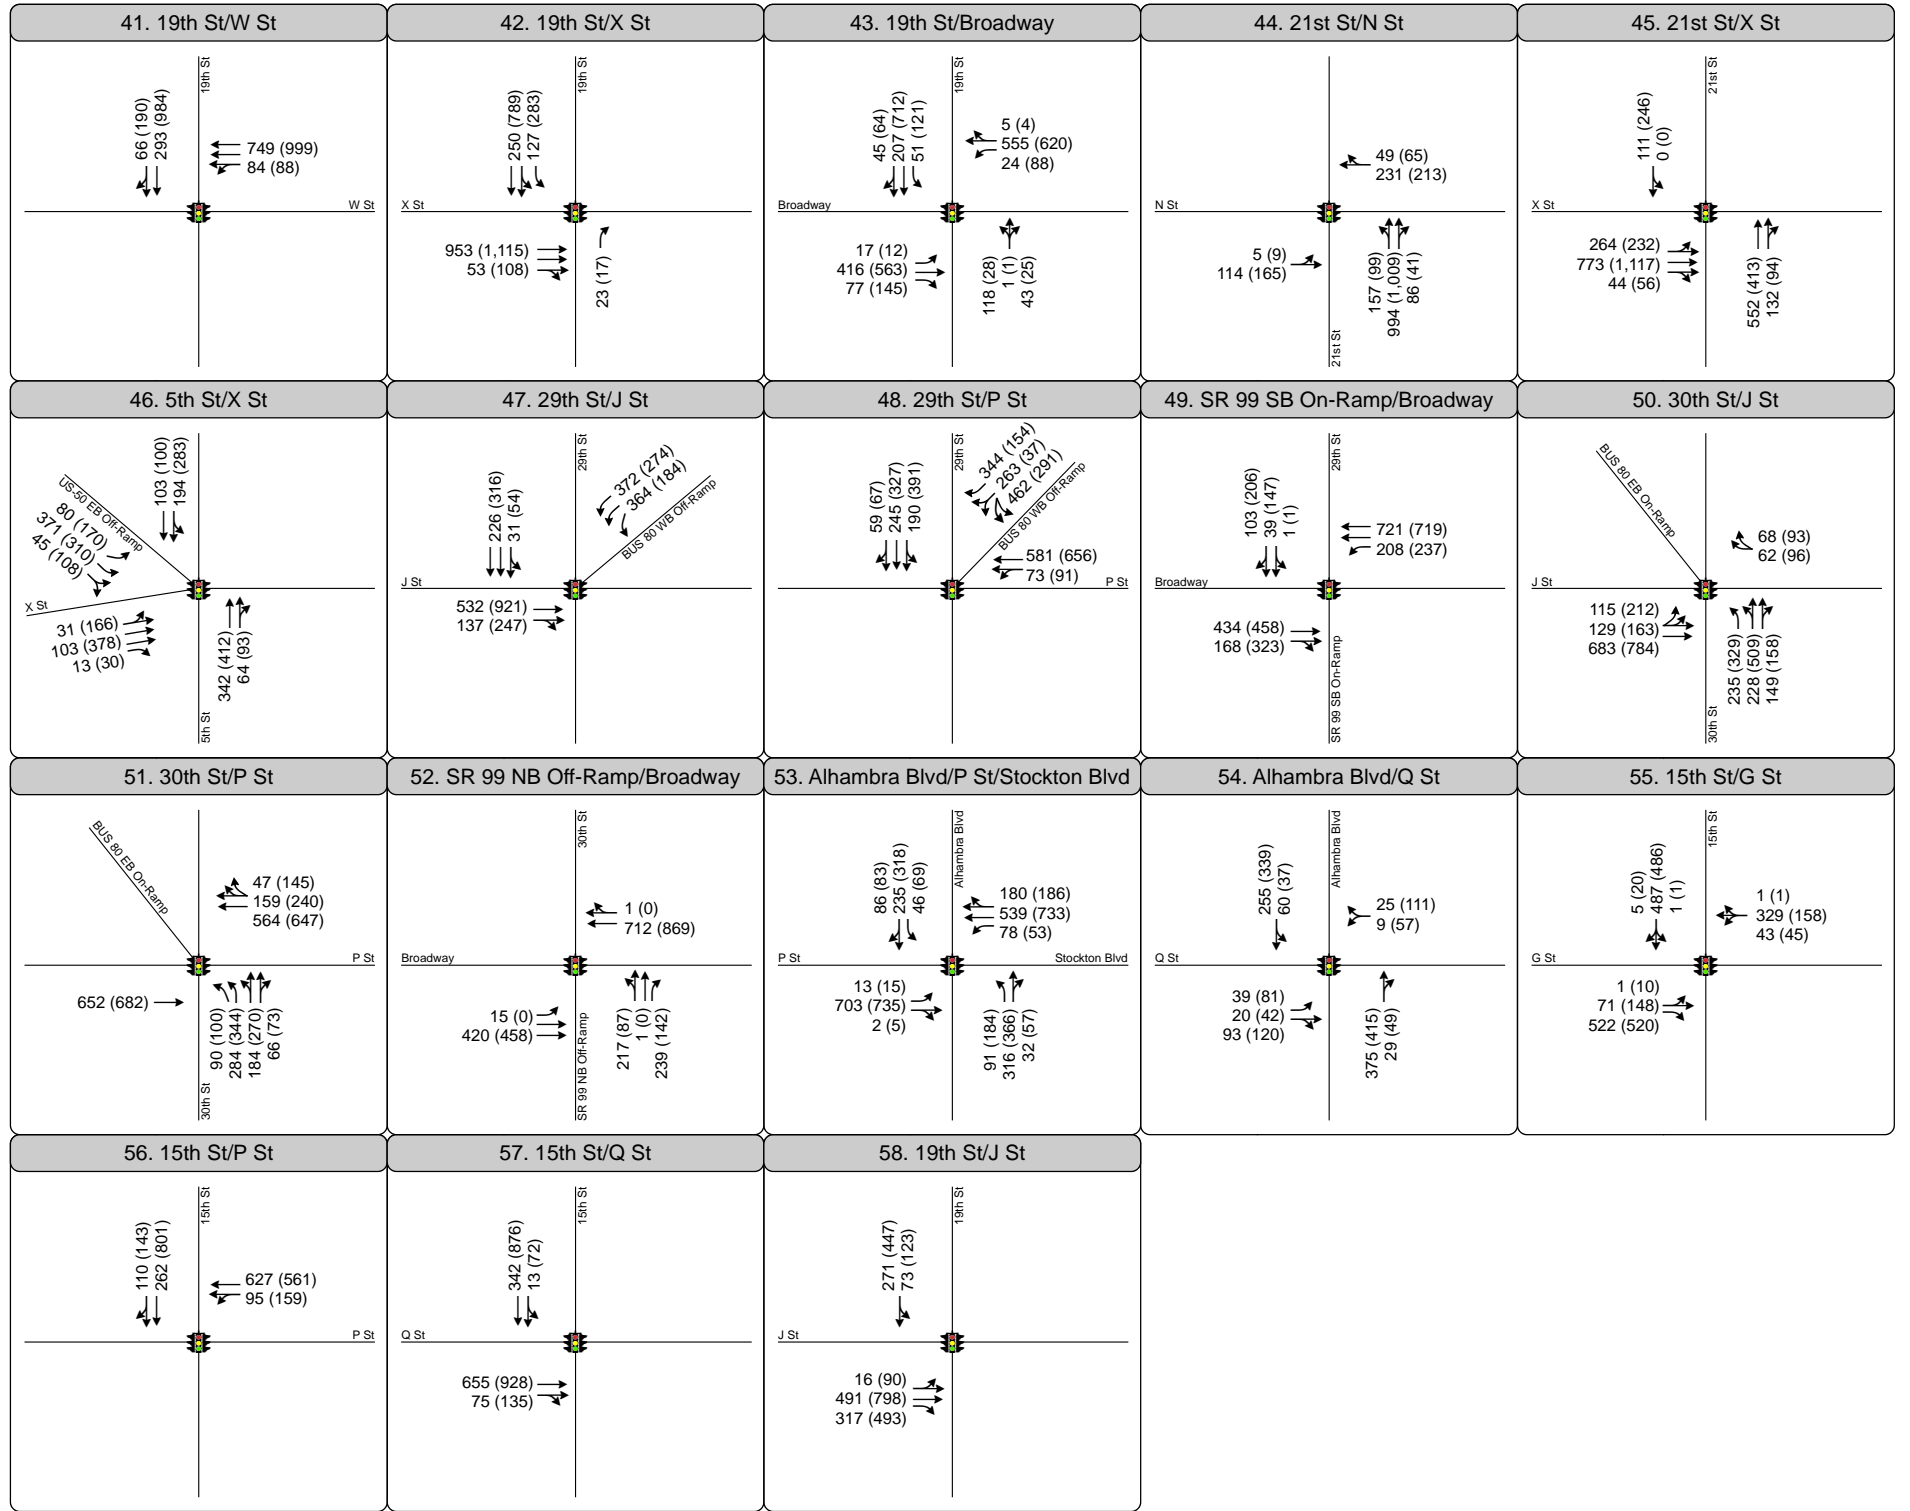 41. 19th St/W St
19th St
66 (190)
293 (984)
749 (999)
84 (88)
W St
42. 19th St/X St
19th St
250 (789)
127 (283)
X St
953 (1,115)
53 (108)
23 (17)
43. 19th St/Broadway
19th St
45 (64)
207 (712)
51 (121)
5 (4)
555 (620)
24 (88)
Broadway
17 (12)
416 (563)
77 (145)
118 (28)
1 (1)
43 (25)
44. 21st St/N St
49 (65)
231 (213)
N St
5 (9)
114 (165)
157 (99)
994 (1,009)
86 (41)
21st St
45. 21st St/X St
21st St
111 (246)
0 (0)
X St
264 (232)
773 (1,117)
44 (56)
552 (413)
132 (94)
46. 5th St/X St
103 (100)
194 (283)
US-50 EB Off-Ramp
80 (170)
371 (310)
45 (108)
X St
31 (166)
103 (378)
13 (30)
342 (412)
64 (93)
5th St
47. 29th St/J St
29th St
226 (316)
31 (54)
372 (274)
364 (184)
BUS 80 WB Off-Ramp
J St
532 (921)
137 (247)
48. 29th St/P St
29th St
59 (67)
245 (327)
190 (391)
344 (154)
263 (37)
462 (291)
BUS 80 WB Off-Ramp
581 (656)
73 (91)
P St
49. SR 99 SB On-Ramp/Broadway
29th St
103 (206)
39 (147)
1 (1)
721 (719)
208 (237)
Broadway
434 (458)
168 (323)
SR 99 SB On-Ramp
50. 30th St/J St
BUS 80 EB On-Ramp
68 (93)
62 (96)
J St
115 (212)
129 (163)
683 (784)
235 (329)
228 (509)
149 (158)
30th St
51. 30th St/P St
BUS 80 EB On-Ramp
47 (145)
159 (240)
564 (647)
P St
652 (682)
90 (100)
284 (344)
184 (270)
66 (73)
30th St
52. SR 99 NB Off-Ramp/Broadway
30th St
1 (0)
712 (869)
Broadway
15 (0)
420 (458)
217 (87)
1 (0)
239 (142)
SR 99 NB Off-Ramp
53. Alhambra Blvd/P St/Stockton Blvd
Alhambra Blvd
86 (83)
235 (318)
46 (69)
180 (186)
539 (733)
78 (53)
P St
Stockton Blvd
13 (15)
703 (735)
2 (5)
91 (184)
316 (366)
32 (57)
54. Alhambra Blvd/Q St
Alhambra Blvd
255 (339)
60 (37)
25 (111)
9 (57)
Q St
39 (81)
20 (42)
93 (120)
375 (415)
29 (49)
55. 15th St/G St
15th St
5 (20)
487 (486)
1 (1)
1 (1)
329 (158)
43 (45)
G St
1 (10)
71 (148)
522 (520)
56. 15th St/P St
15th St
110 (143)
262 (801)
627 (561)
95 (159)
P St
57. 15th St/Q St
15th St
342 (876)
13 (72)
Q St
655 (928)
75 (135)
58. 19th St/J St
19th St
271 (447)
73 (123)
J St
16 (90)
491 (798)
317 (493)